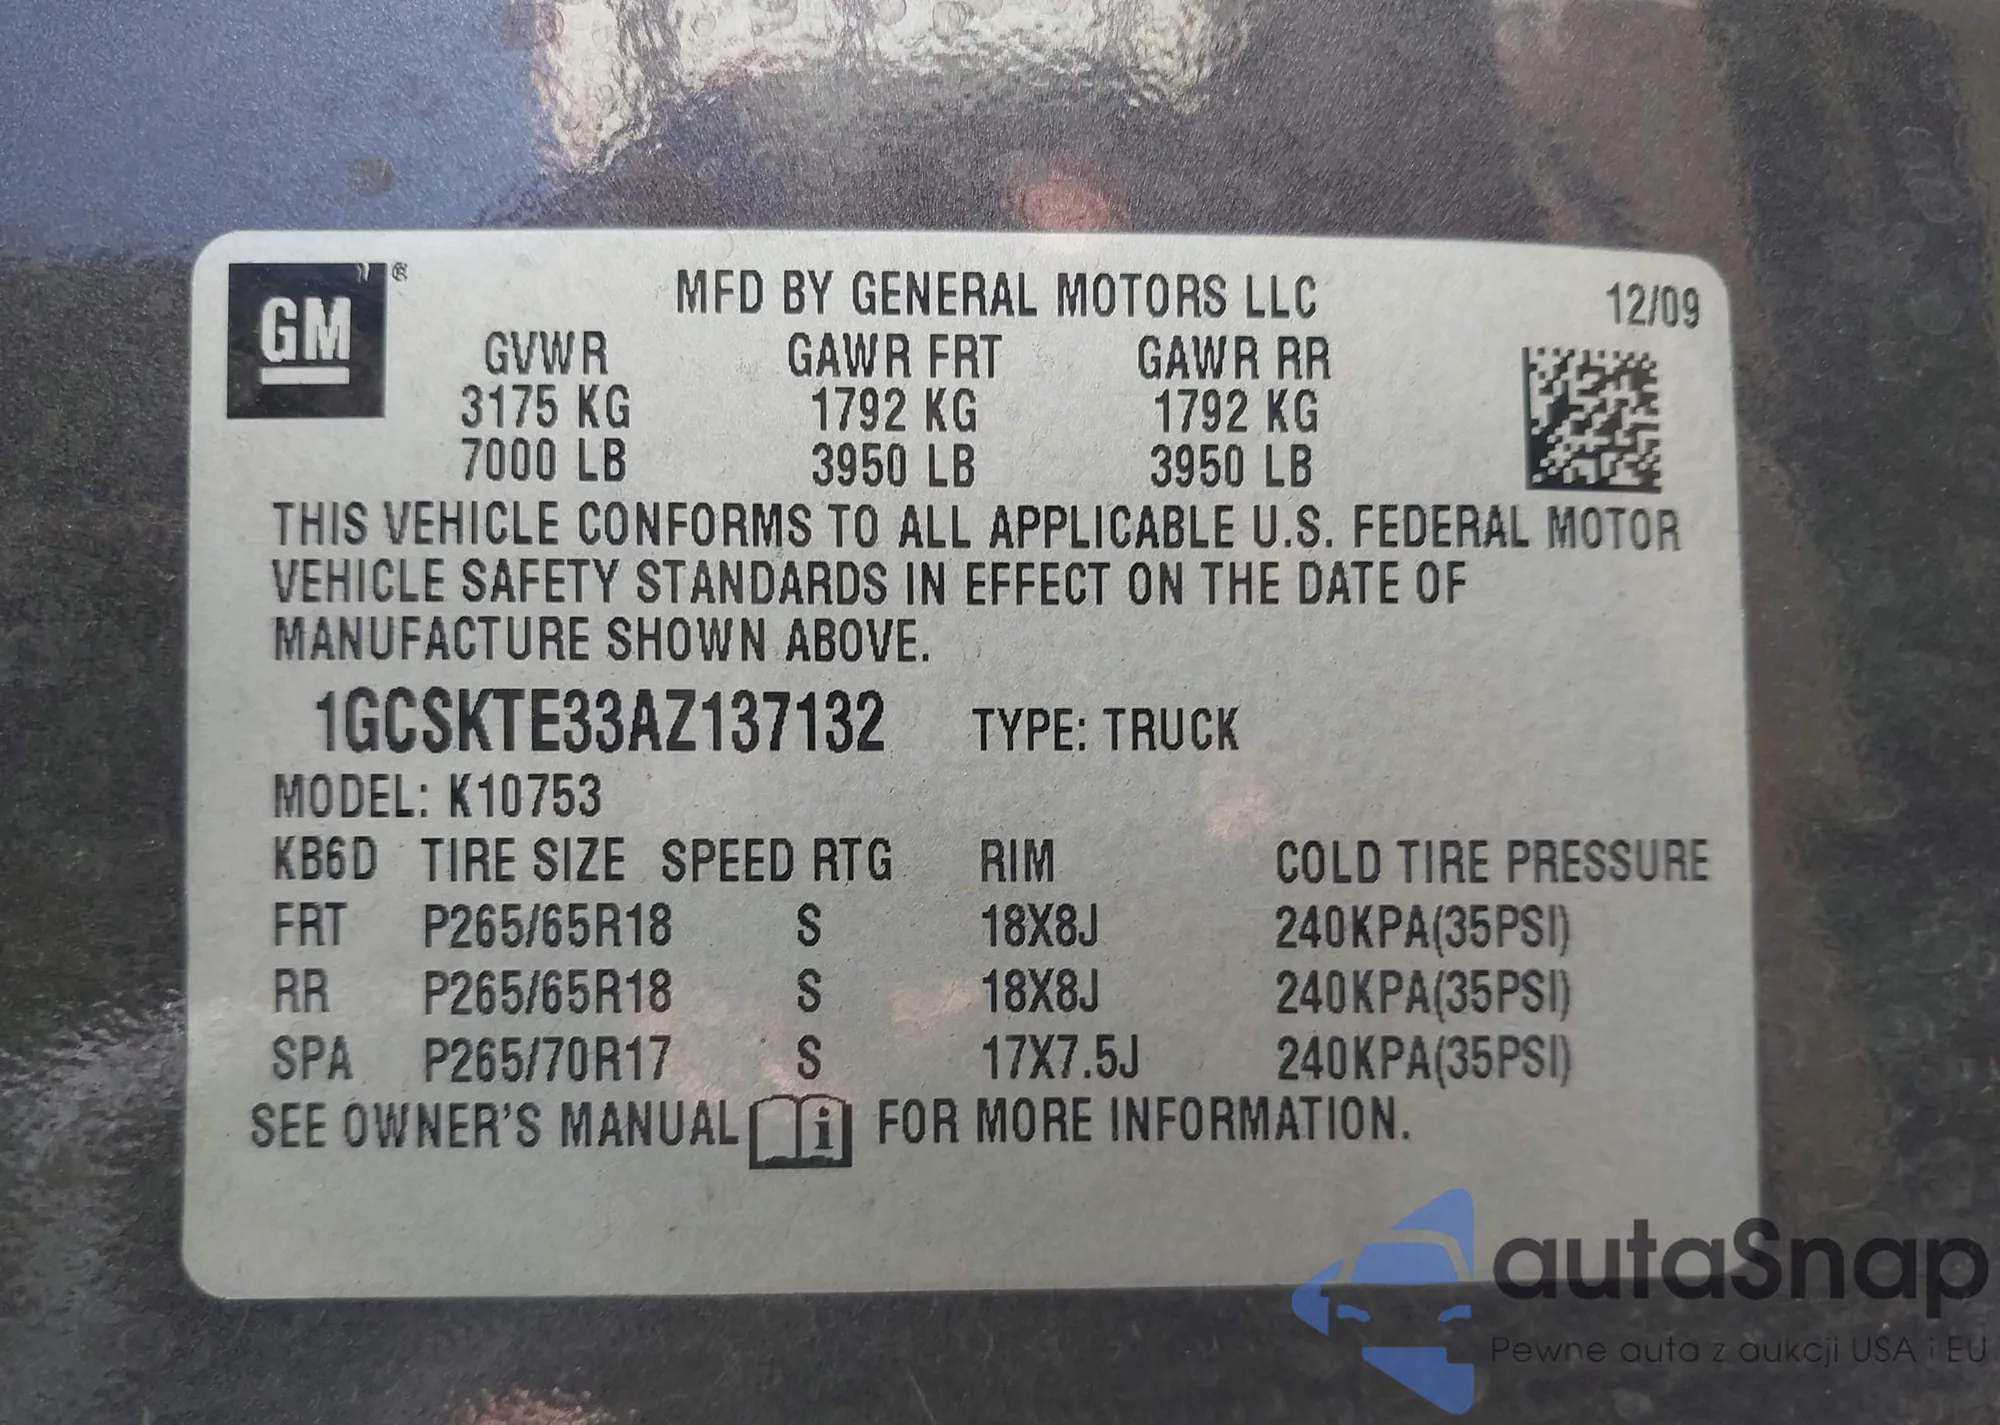 GM ®
MFD BY GENERAL MOTORS LLC 12/09
GVWR GAWR FRT GAWR RR
3175 KG 1792 KG 1792 KG
7000 LB 3950 LB 3950 LB
THIS VEHICLE CONFORMS TO ALL APPLICABLE U.S. FEDERAL MOTOR
VEHICLE SAFETY STANDARDS IN EFFECT ON THE DATE OF
MANUFACTURE SHOWN ABOVE.
1GCSKTE33AZ137132 TYPE: TRUCK
MODEL: K10753
KB6D TIRE SIZE SPEED RTG RIM COLD TIRE PRESSURE
FRT P265/65R18 S 18X8J 240KPA(35PSI)
RR P265/65R18 S 18X8J 240KPA(35PSI)
SPA P265/70R17 S 17X7.5J 240KPA(35PSI)
SEE OWNER'S MANUAL i FOR MORE INFORMATION.
autaSnap
Pewne auta z aukcji USA i EU